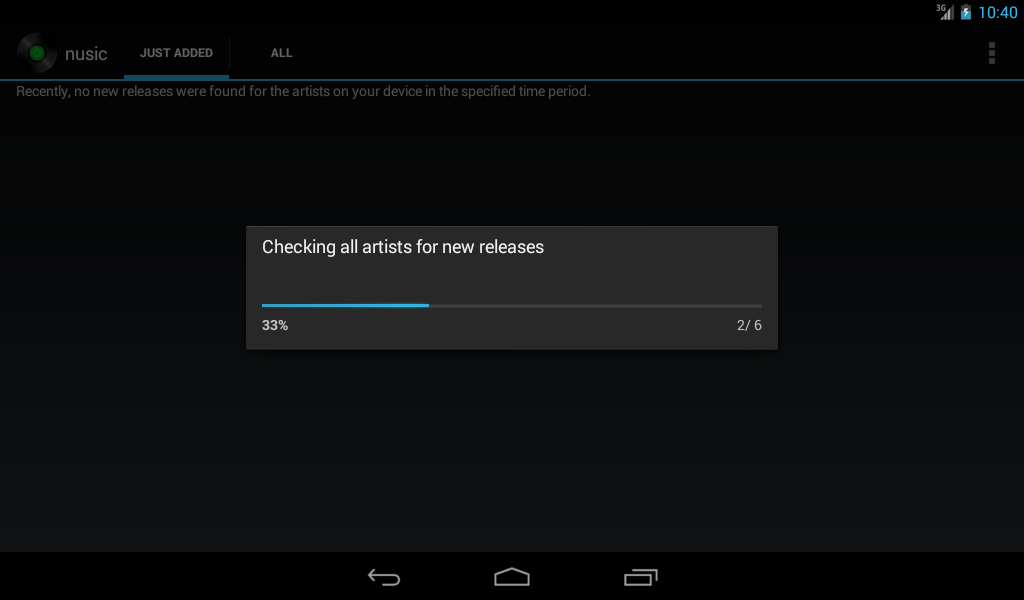 3G 10:40
nusic JUST ADDED ALL
Recently, no new releases were found for the artists on your device in the specified time period.
Checking all artists for new releases
33% 2/ 6